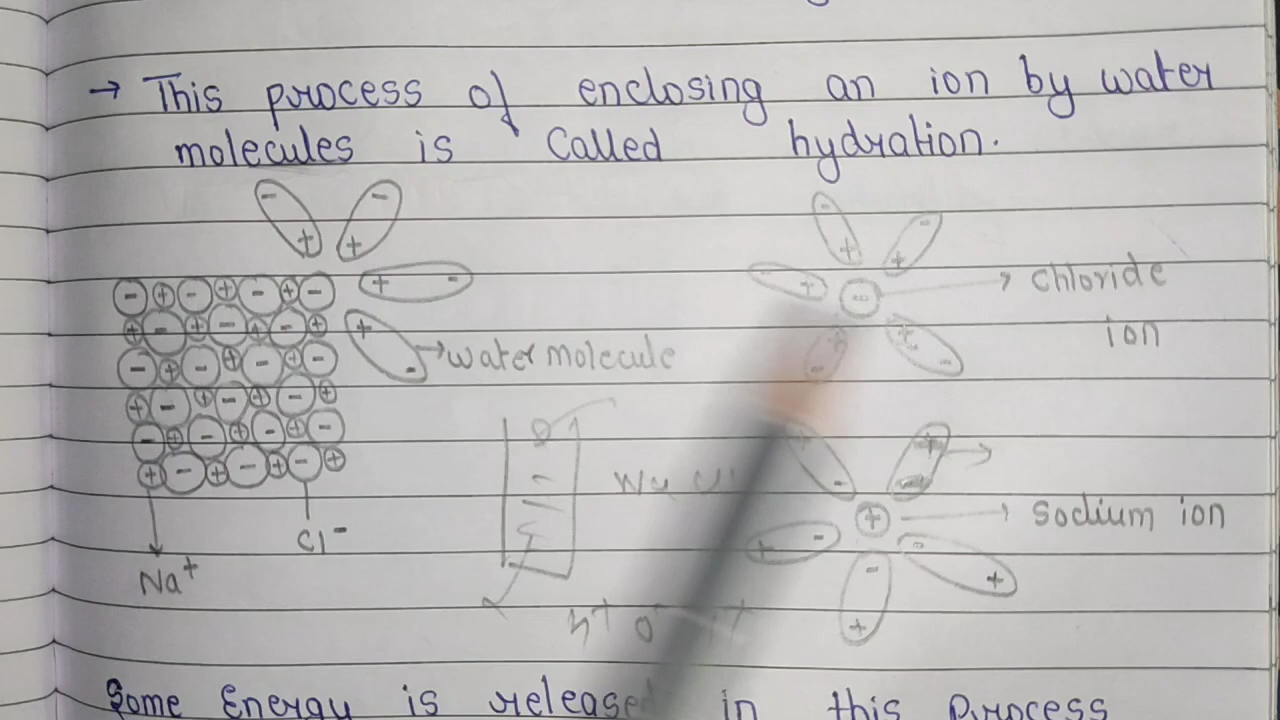 → This process of enclosing an ion by water
molecules is called hydration.
chloride
ion
→ water molecule
sodium ion
Cl⁻
Na⁺
Some Energy is released in this process